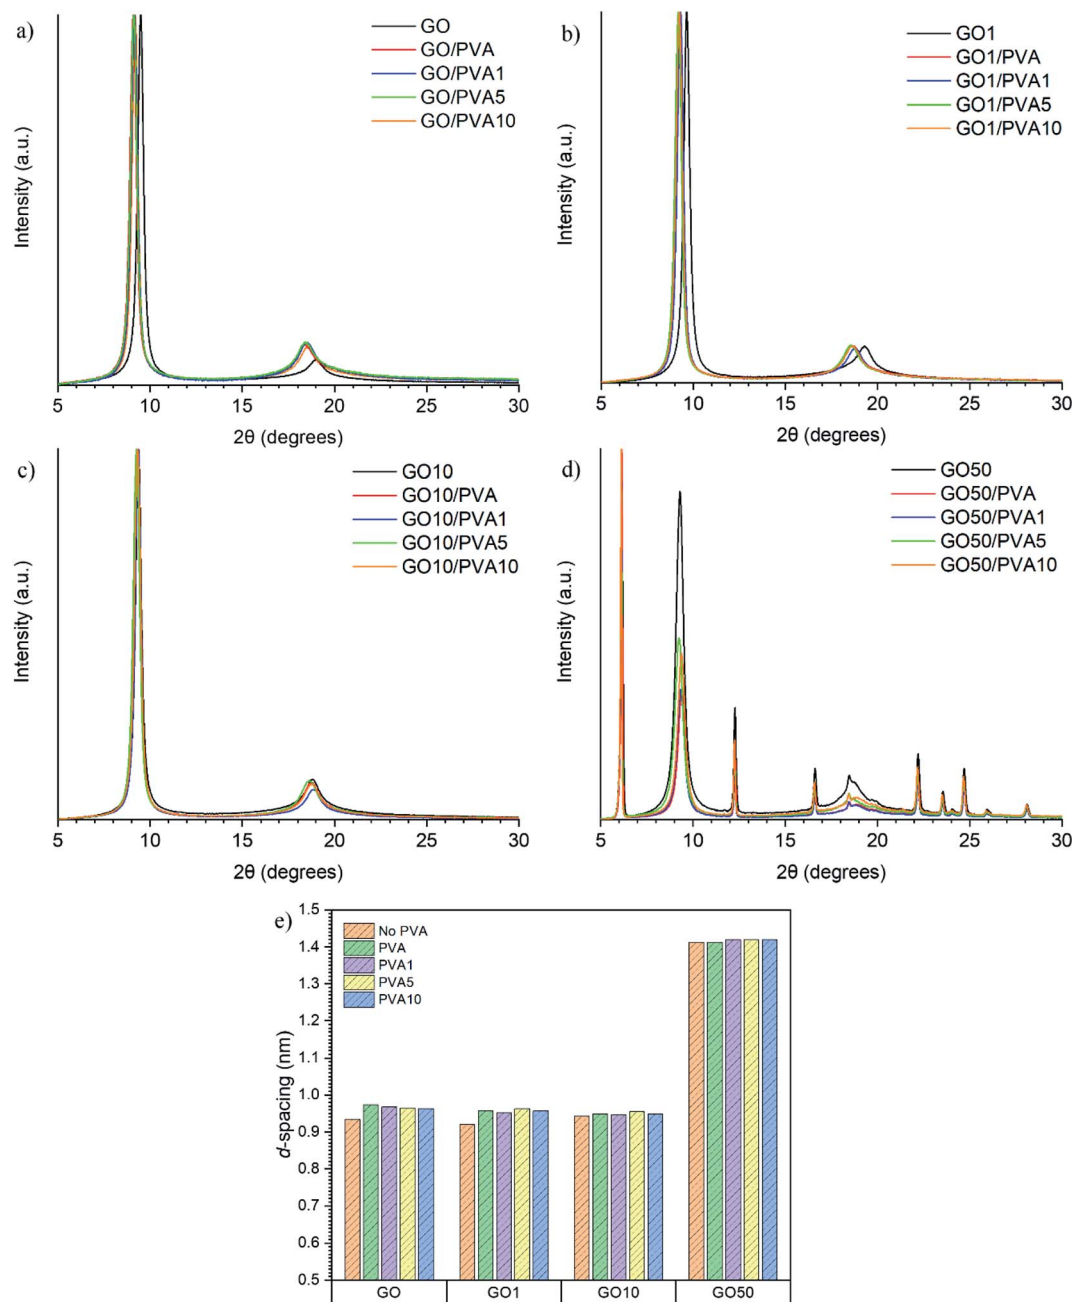 a)
GO
GO/PVA
GO/PVA1
GO/PVA5
GO/PVA10
Intensity (a.u.)
5 10 15 20 25 30
2θ (degrees)
b)
GO1
GO1/PVA
GO1/PVA1
GO1/PVA5
GO1/PVA10
Intensity (a.u.)
5 10 15 20 25 30
2θ (degrees)
c)
GO10
GO10/PVA
GO10/PVA1
GO10/PVA5
GO10/PVA10
Intensity (a.u.)
5 10 15 20 25 30
2θ (degrees)
d)
GO50
GO50/PVA
GO50/PVA1
GO50/PVA5
GO50/PVA10
Intensity (a.u.)
5 10 15 20 25 30
2θ (degrees)
e)
No PVA
PVA
PVA1
PVA5
PVA10
d-spacing (nm)
1.5
1.4
1.3
1.2
1.1
1.0
0.9
0.8
0.7
0.6
0.5
GO GO1 GO10 GO50